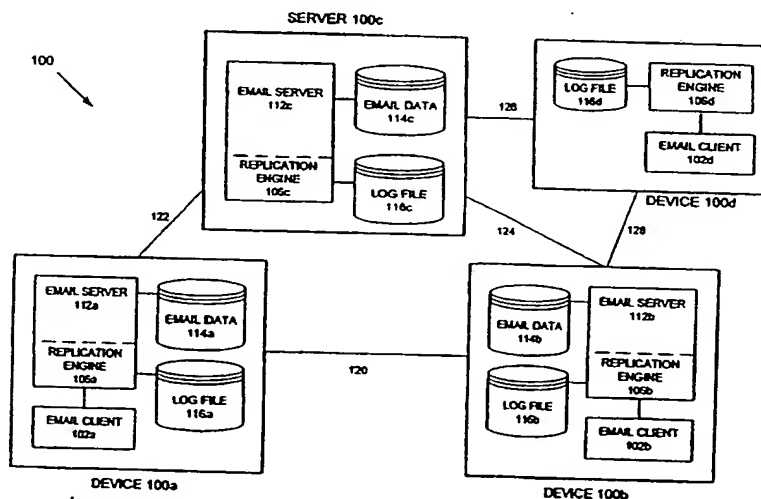 SERVER 100c
100
EMAIL SERVER
112c
EMAIL DATA
114c
REPLICATION
ENGINE
106c
LOG FILE
116c
126
LOG FILE
116d
REPLICATION
ENGINE
106d
EMAIL CLIENT
102d
DEVICE 100d
122
124
128
EMAIL SERVER
112a
EMAIL DATA
114a
REPLICATION
ENGINE
106a
LOG FILE
116a
EMAIL CLIENT
102a
DEVICE 100a
120
EMAIL DATA
114b
EMAIL SERVER
112b
REPLICATION
ENGINE
106b
LOG FILE
116b
EMAIL CLIENT
102b
DEVICE 100b